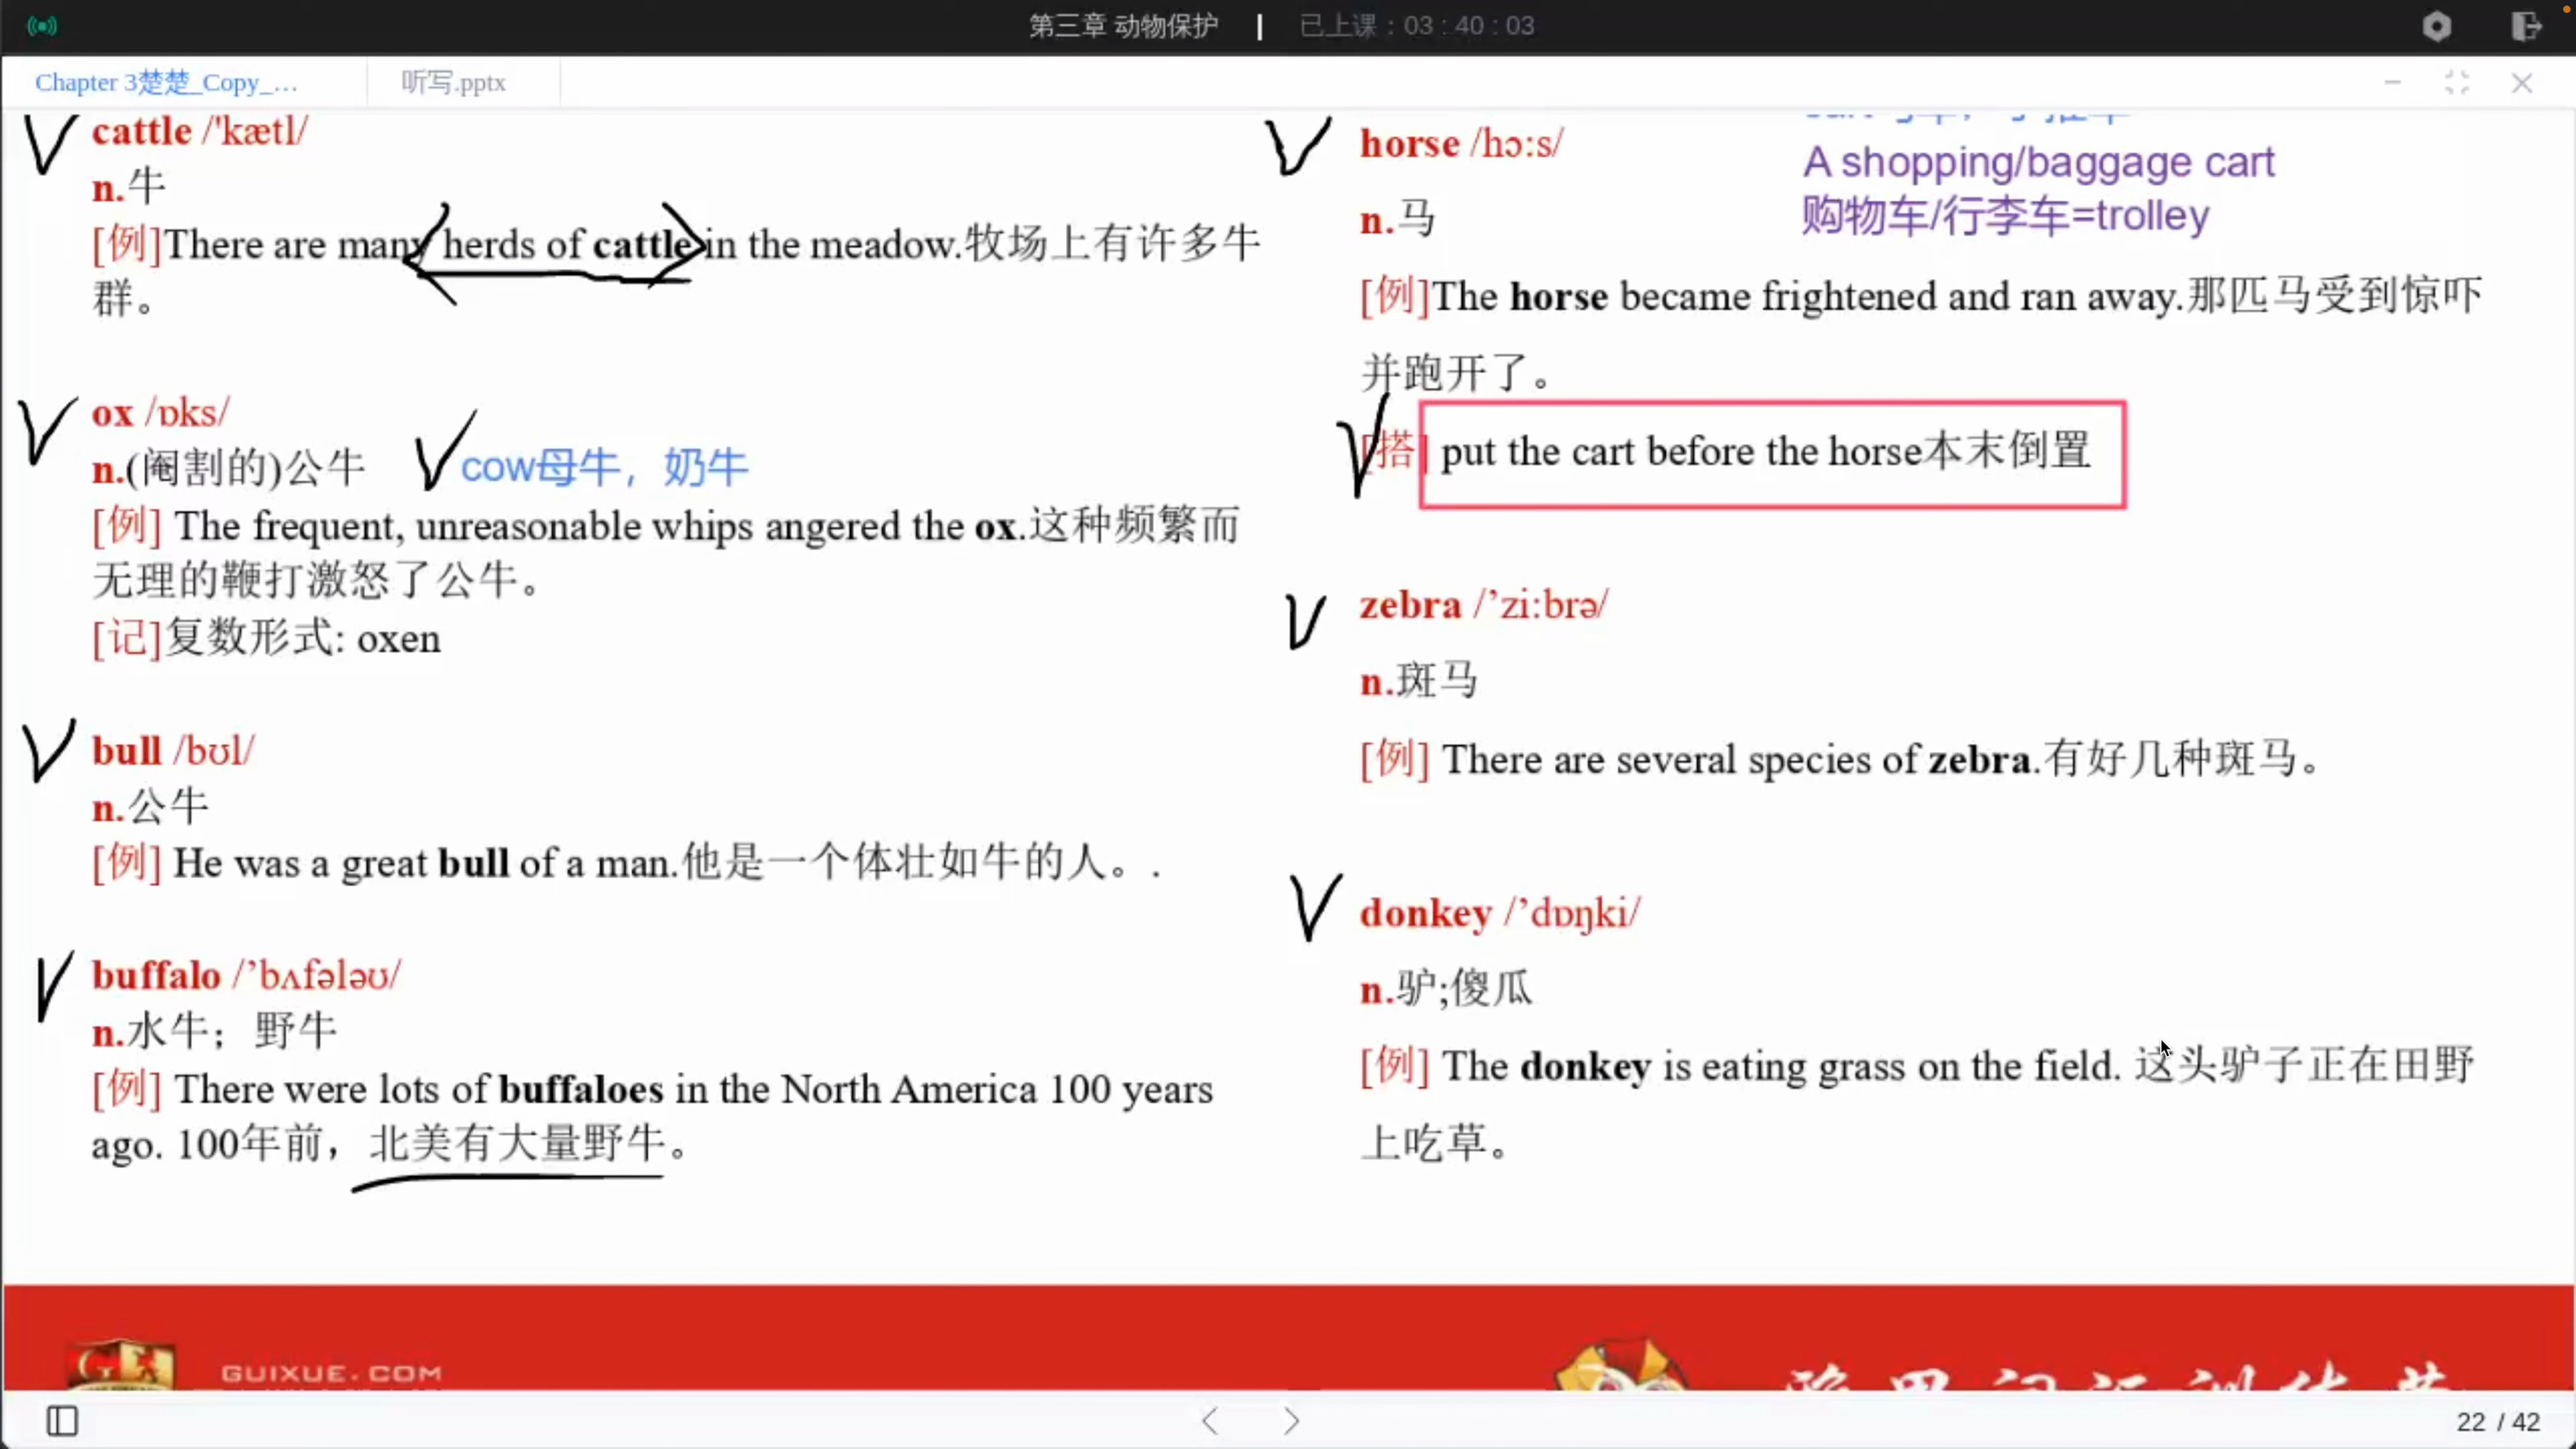 第三章 动物保护 | 已上课：03 : 40 : 03
Chapter 3楚楚_Copy_…
听写.pptx
cattle /'kætl/
n.牛
[例]There are many herds of cattle in the meadow.牧场上有许多牛
群。
ox /ɒks/
n.(阉割的)公牛
cow母牛，奶牛
[例] The frequent, unreasonable whips angered the ox.这种频繁而
无理的鞭打激怒了公牛。
[记]复数形式: oxen
bull /bʊl/
n.公牛
[例] He was a great bull of a man.他是一个体壮如牛的人。.
buffalo /’bʌfələʊ/
n.水牛；野牛
[例] There were lots of buffaloes in the North America 100 years
ago. 100年前，北美有大量野牛。
horse /hɔ:s/
n.马
A shopping/baggage cart
购物车/行李车=trolley
[例]The horse became frightened and ran away.那匹马受到惊吓
并跑开了。
[搭] put the cart before the horse本末倒置
zebra /’zi:brə/
n.斑马
[例] There are several species of zebra.有好几种斑马。
donkey /’dɒŋki/
n.驴;傻瓜
[例] The donkey is eating grass on the field. 这头驴子正在田野
上吃草。
GUIXUE.COM
22 / 42